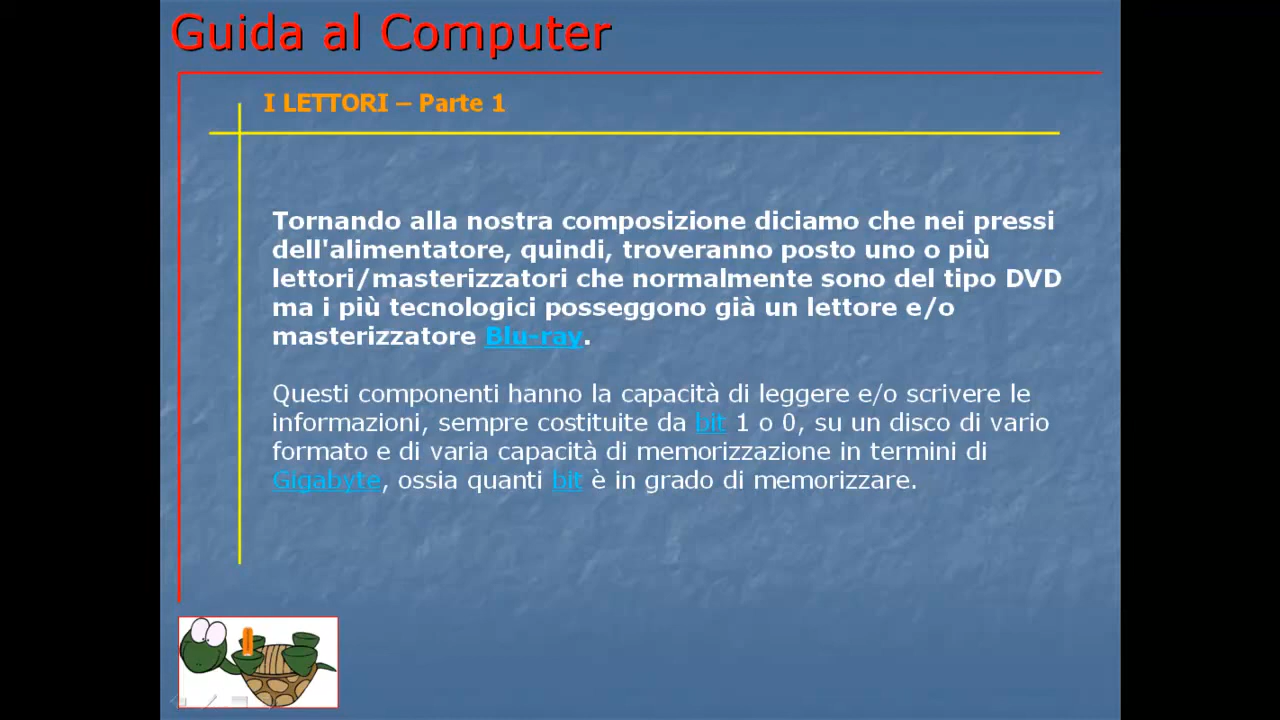 Guida al Computer
I LETTORI – Parte 1
Tornando alla nostra composizione diciamo che nei pressi
dell'alimentatore, quindi, troveranno posto uno o più
lettori/masterizzatori che normalmente sono del tipo DVD
ma i più tecnologici posseggono già un lettore e/o
masterizzatore Blu-ray.
Questi componenti hanno la capacità di leggere e/o scrivere le
informazioni, sempre costituite da bit 1 o 0, su un disco di vario
formato e di varia capacità di memorizzazione in termini di
Gigabyte, ossia quanti bit è in grado di memorizzare.